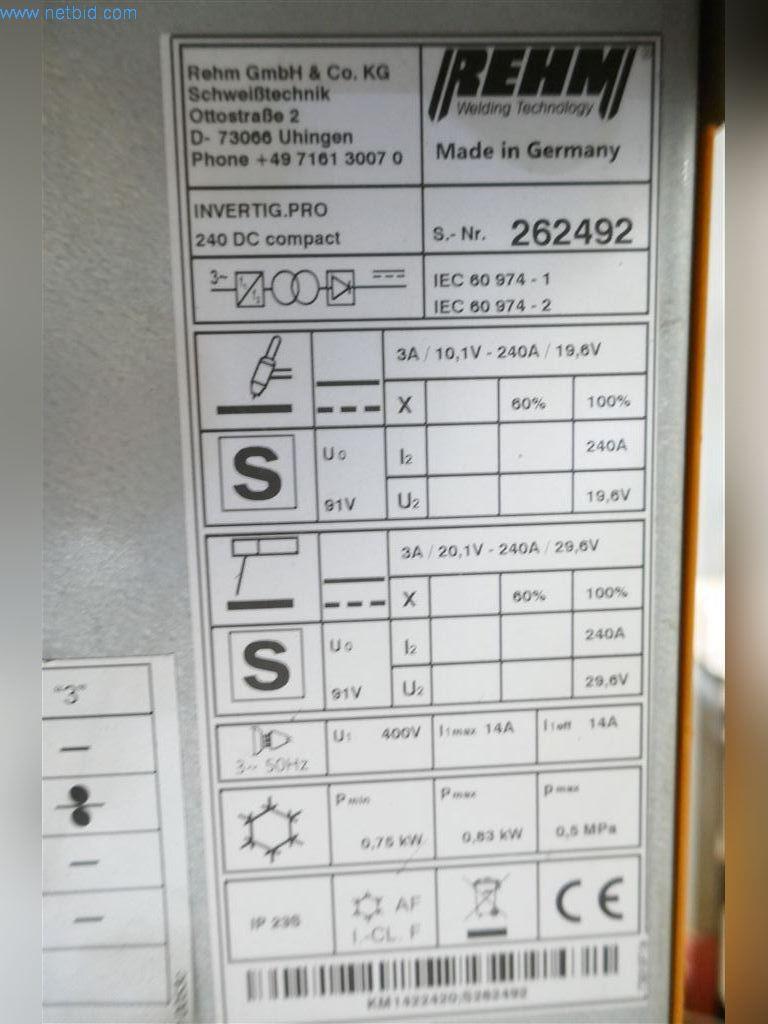 www.netbid.com
Rehm GmbH & Co. KG
Schweißtechnik
Ottostraße 2
D- 73066 Uhingen
Phone +49 7161 3007 0
REHM
Welding Technology
Made in Germany
INVERTIG.PRO
240 DC compact
S.- Nr. 262492
3~ f₁ f₂
IEC 60 974 - 1
IEC 60 974 - 2
3A / 10,1V - 240A / 19,6V
X 60% 100%
S U₀ I₂ 240A
91V U₂ 19,6V
3A / 20,1V - 240A / 29,6V
X 60% 100%
S U₀ I₂ 240A
91V U₂ 29,6V
"3"
3~ 50Hz
U₁ 400V I₁max 14A I₁eff 14A
Pmin Pmax pmax
0,75 kW 0,83 kW 0,5 MPa
IP 23S
AF
I.-CL. F
CE
KM1422420;S262492